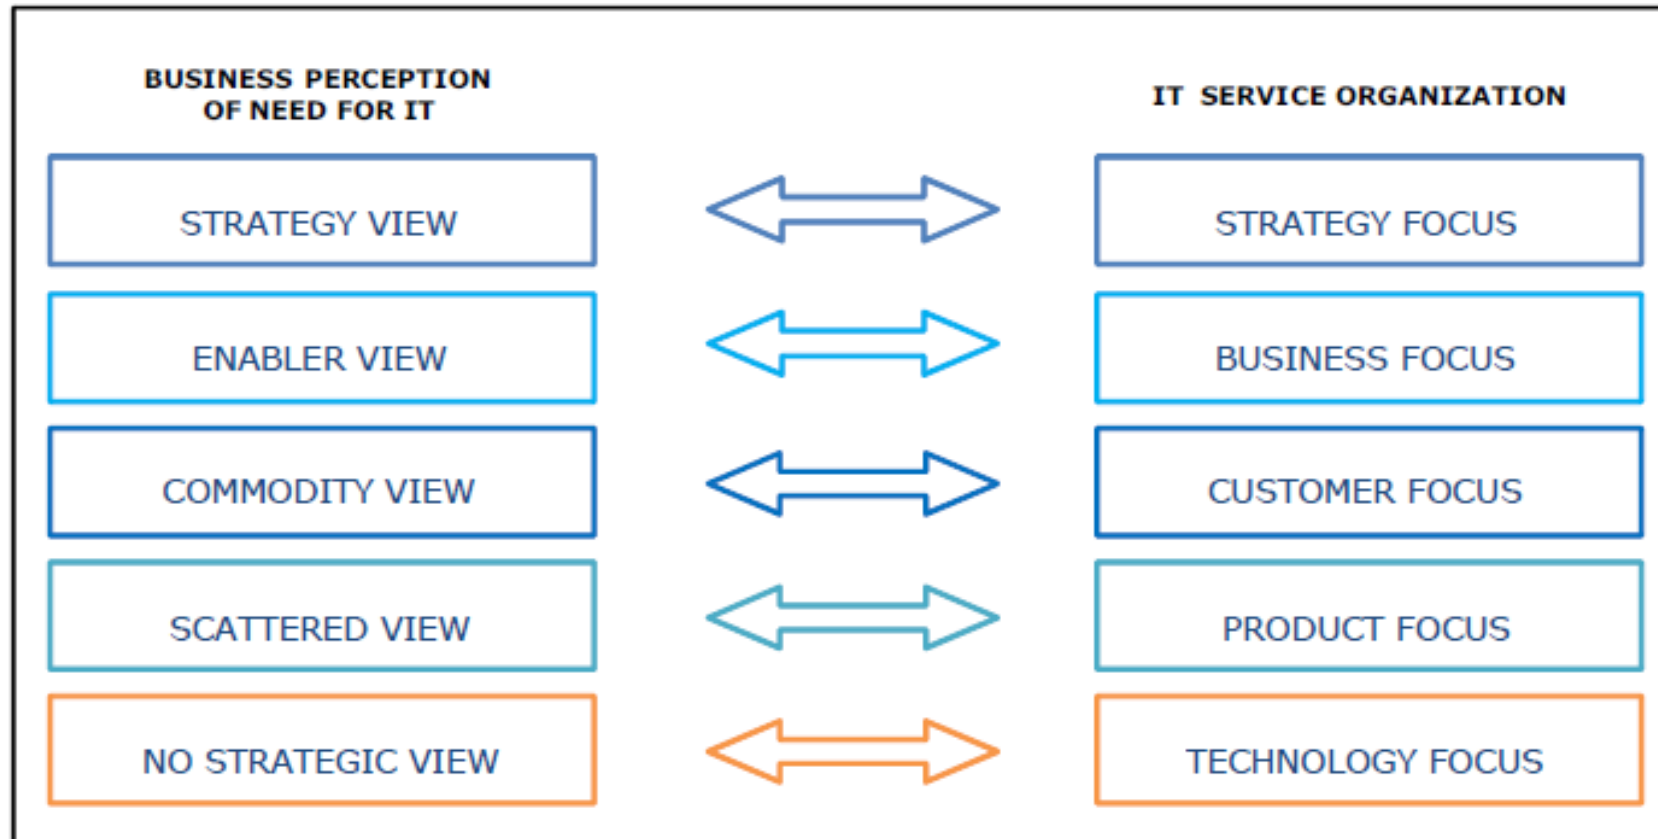 BUSINESS PERCEPTION
OF NEED FOR IT
IT SERVICE ORGANIZATION
STRATEGY VIEW
STRATEGY FOCUS
ENABLER VIEW
BUSINESS FOCUS
COMMODITY VIEW
CUSTOMER FOCUS
SCATTERED VIEW
PRODUCT FOCUS
NO STRATEGIC VIEW
TECHNOLOGY FOCUS